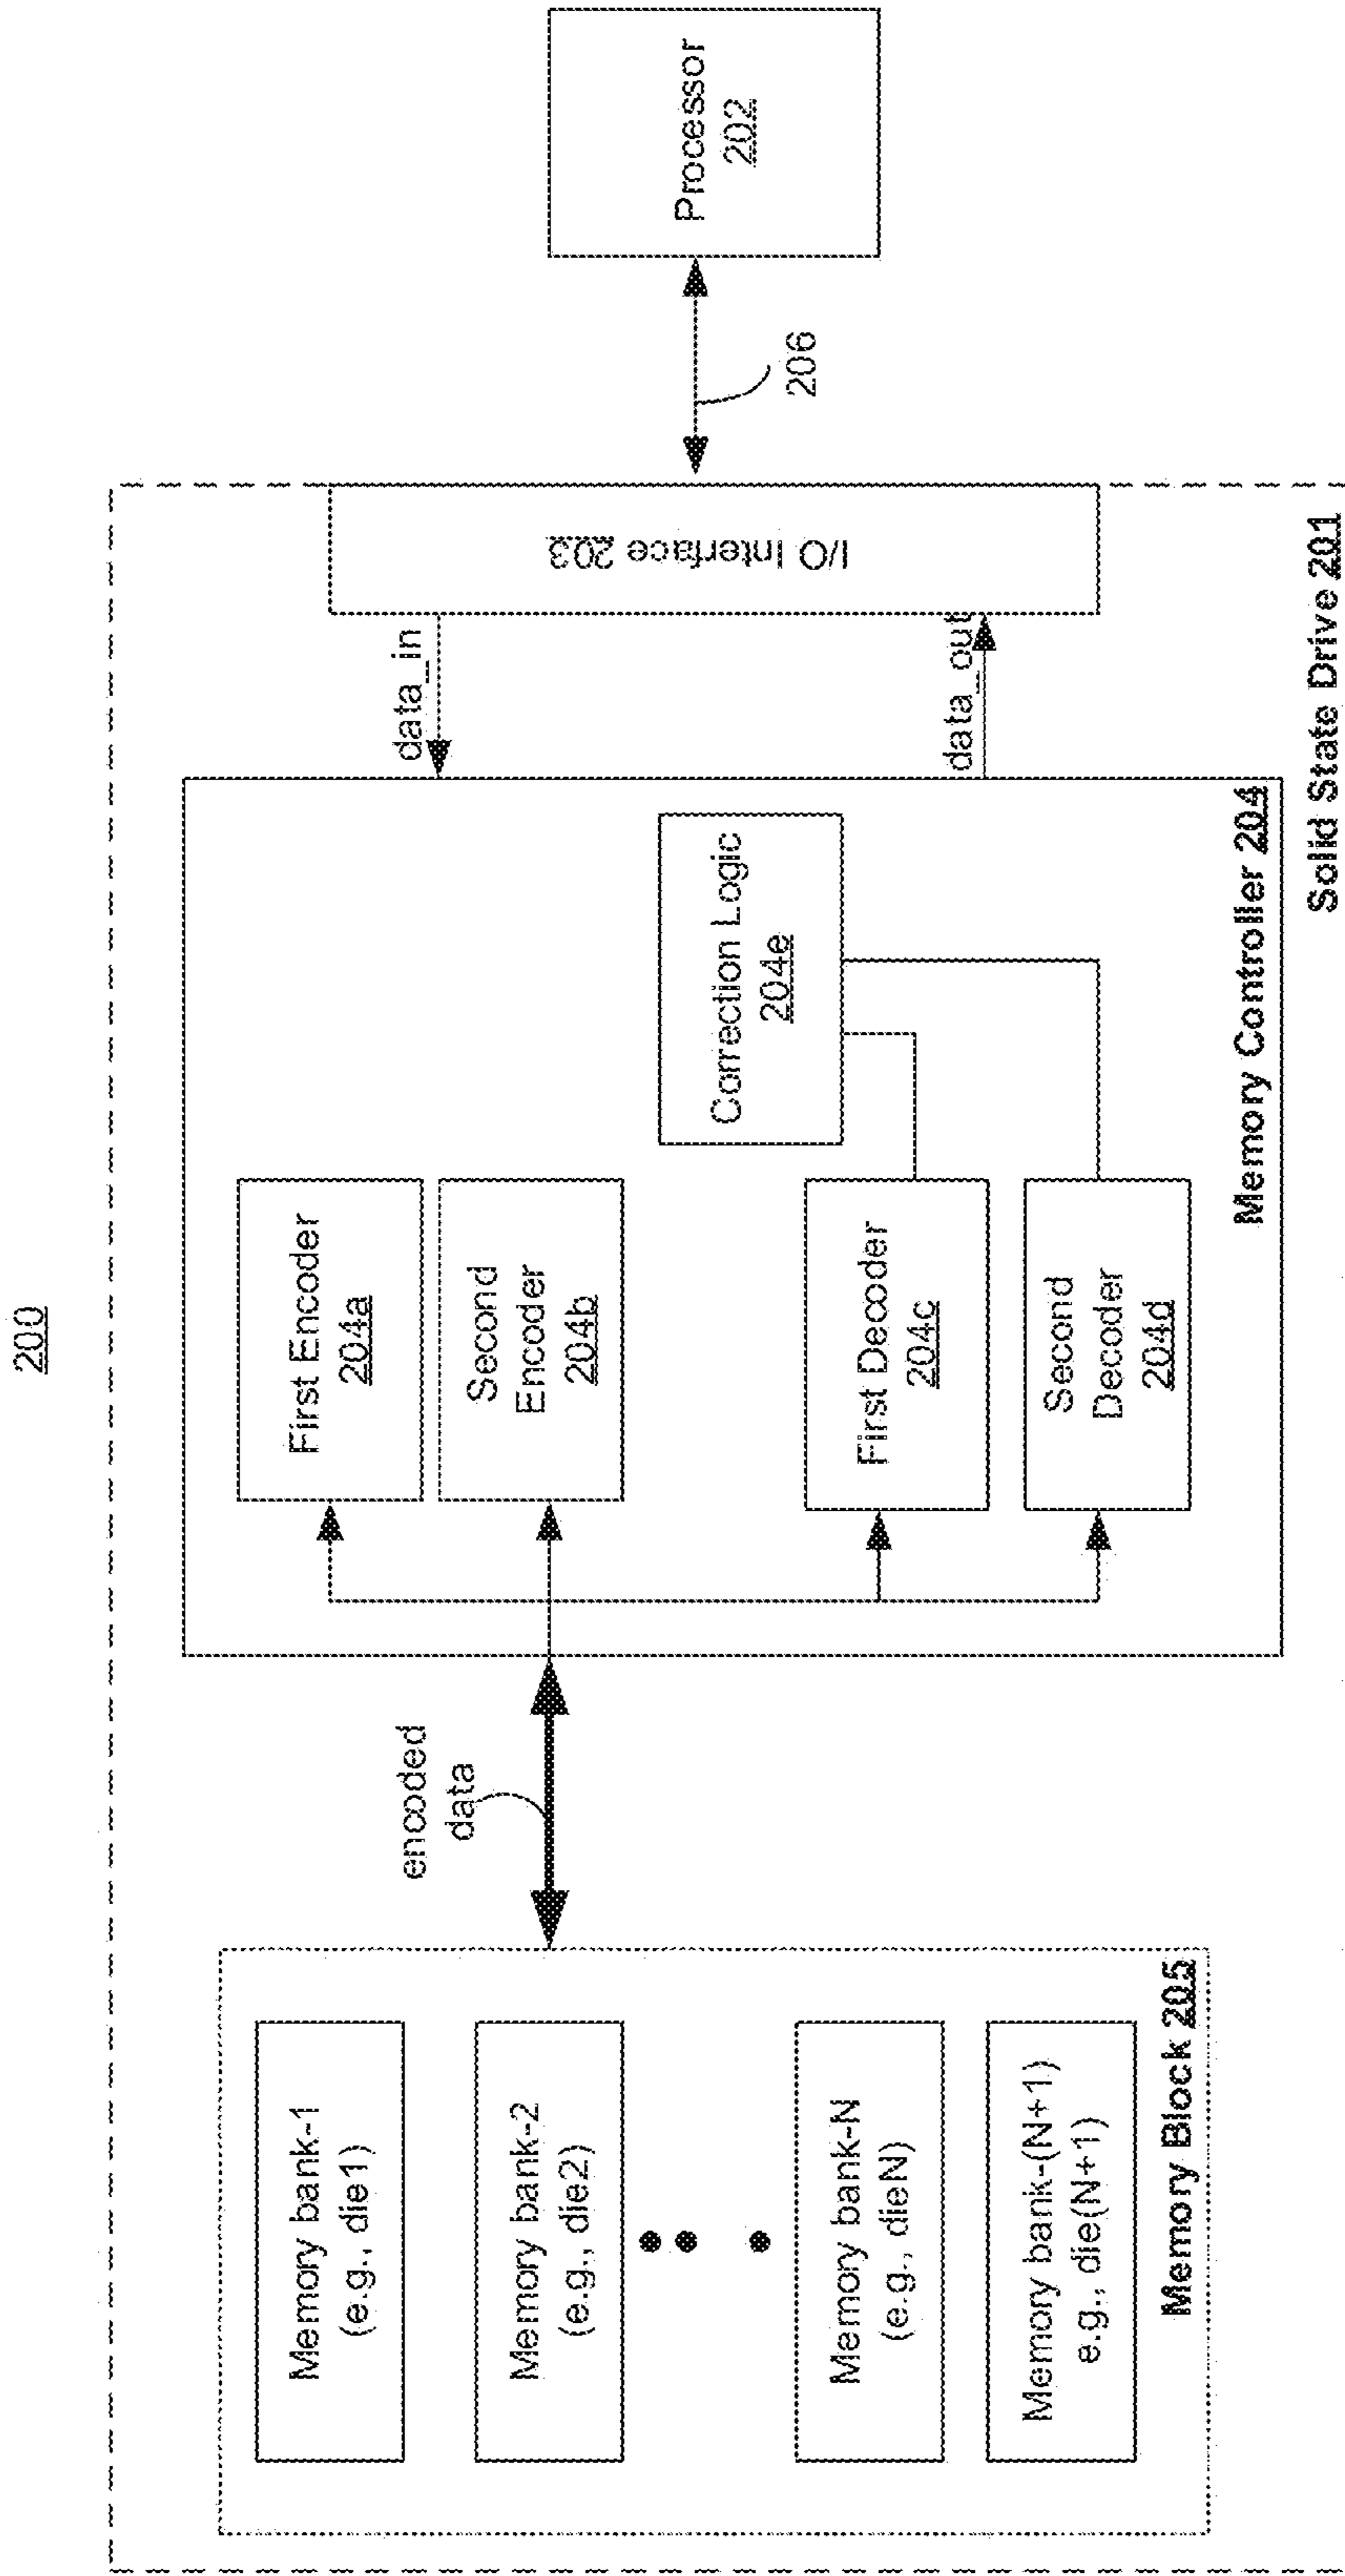 200
Memory bank-1
(e.g., die1)
Memory bank-2
(e.g., die2)
Memory bank-N
(e.g., dieN)
Memory bank-(N+1)
e.g., die(N+1)
Memory Block 205
encoded
data
First Encoder
204a
Second
Encoder
204b
First Decoder
204c
Second
Decoder
204d
Correction Logic
204e
Memory Controller 204
data_in
data_out
I/O Interface 203
Solid State Drive 201
206
Processor
202